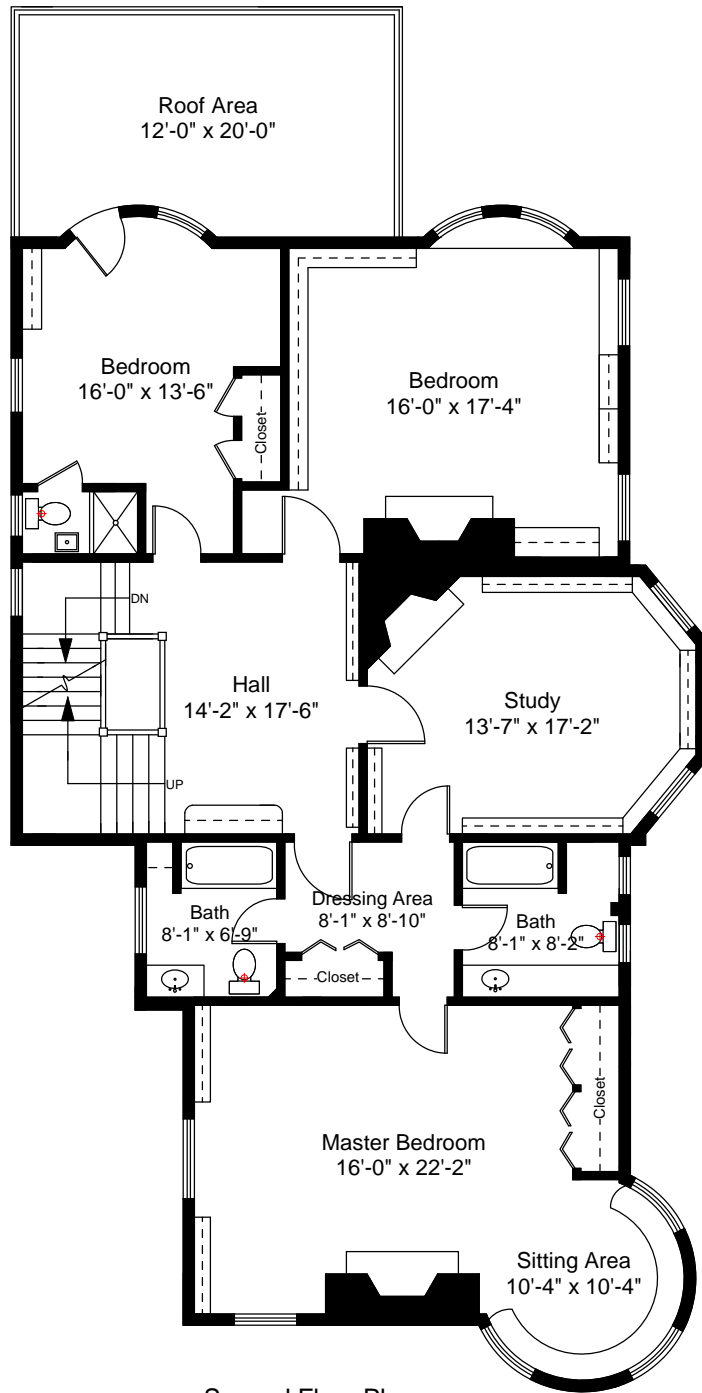 Roof Area
12'-0" x 20'-0"
Bedroom
16'-0" x 13'-6"
Bedroom
16'-0" x 17'-4"
Closet
DN
Hall
14'-2" x 17'-6"
Study
13'-7" x 17'-2"
UP
Dressing Area
8'-1" x 8'-10"
Bath
8'-1" x 6'-9"
Bath
8'-1" x 8'-2"
Closet
Closet
Master Bedroom
16'-0" x 22'-2"
Sitting Area
10'-4" x 10'-4"
Second Floor Plan